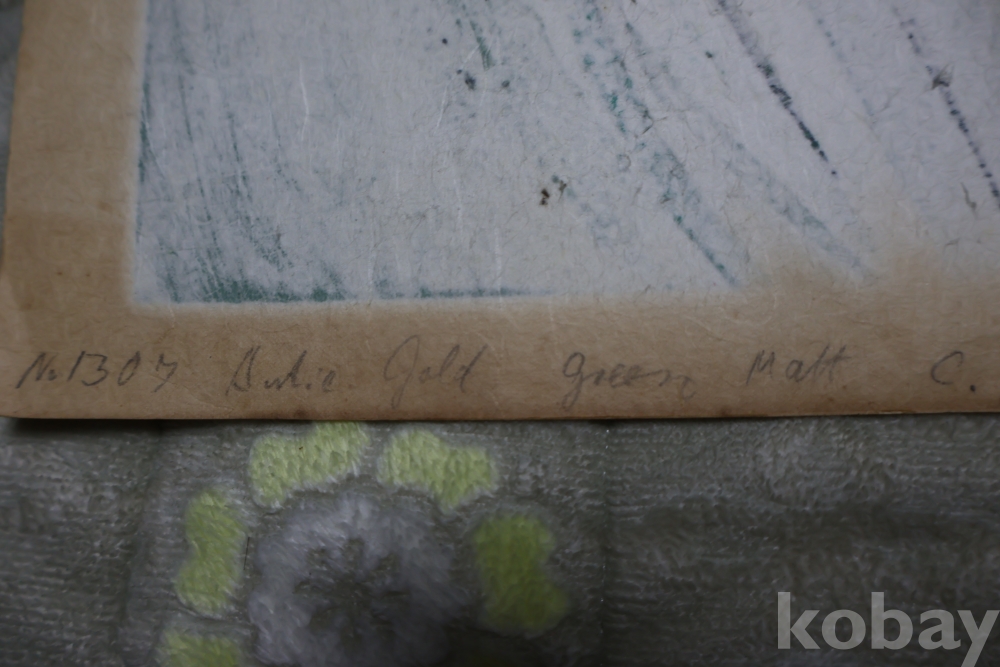 No 1307 Gold Green Matt. C.
kobay